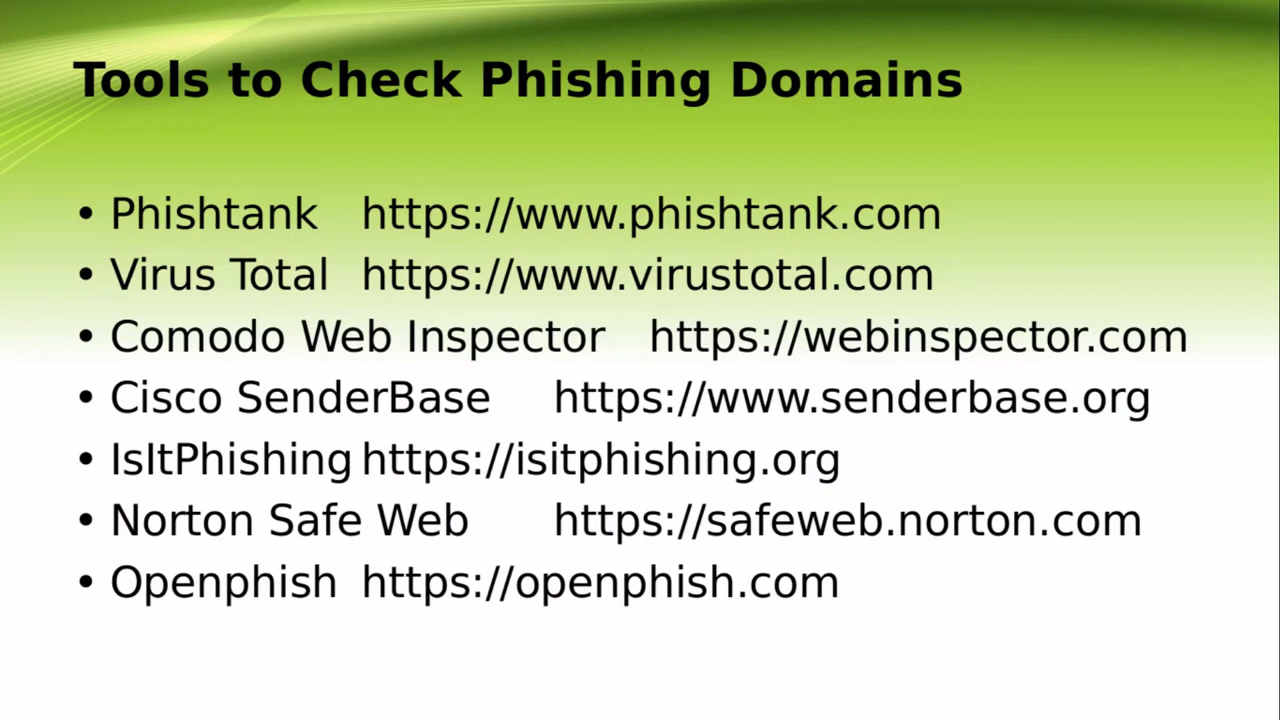 Tools to Check Phishing Domains
• Phishtank https://www.phishtank.com
• Virus Total https://www.virustotal.com
• Comodo Web Inspector https://webinspector.com
• Cisco SenderBase https://www.senderbase.org
• IsItPhishing https://isitphishing.org
• Norton Safe Web https://safeweb.norton.com
• Openphish https://openphish.com